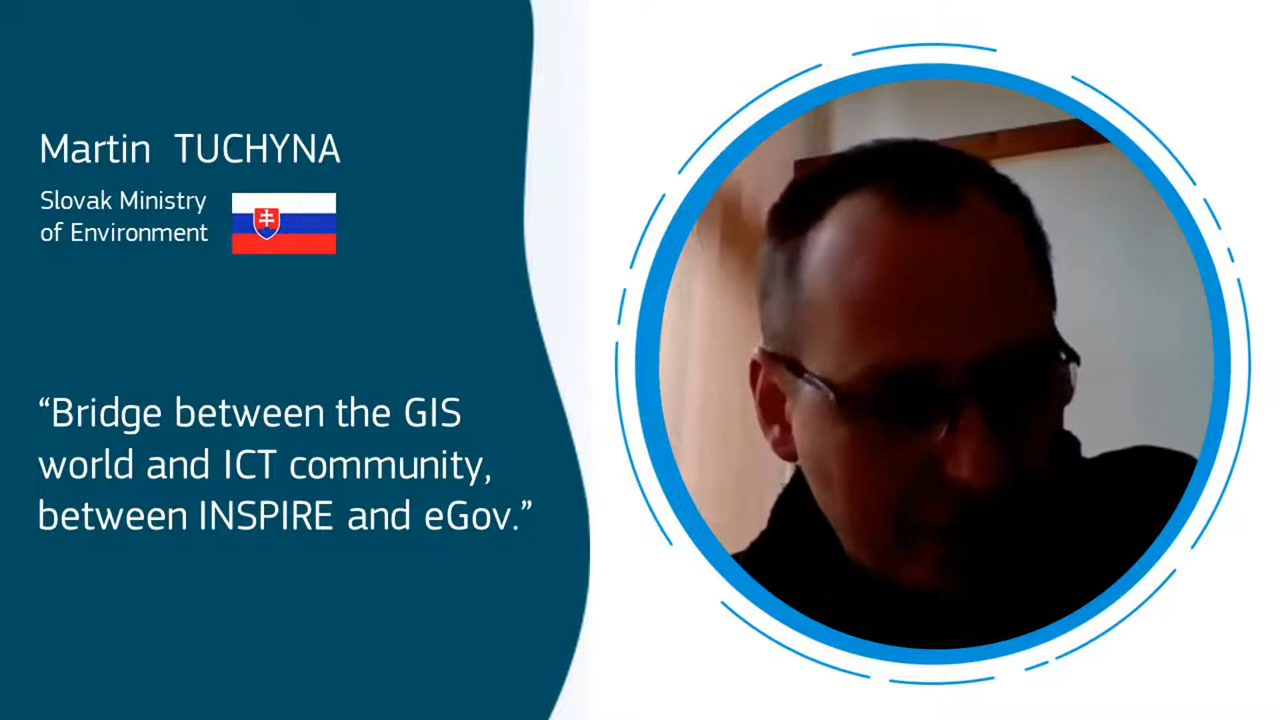 Martin TUCHYNA
Slovak Ministry
of Environment
“Bridge between the GIS
world and ICT community,
between INSPIRE and eGov.”